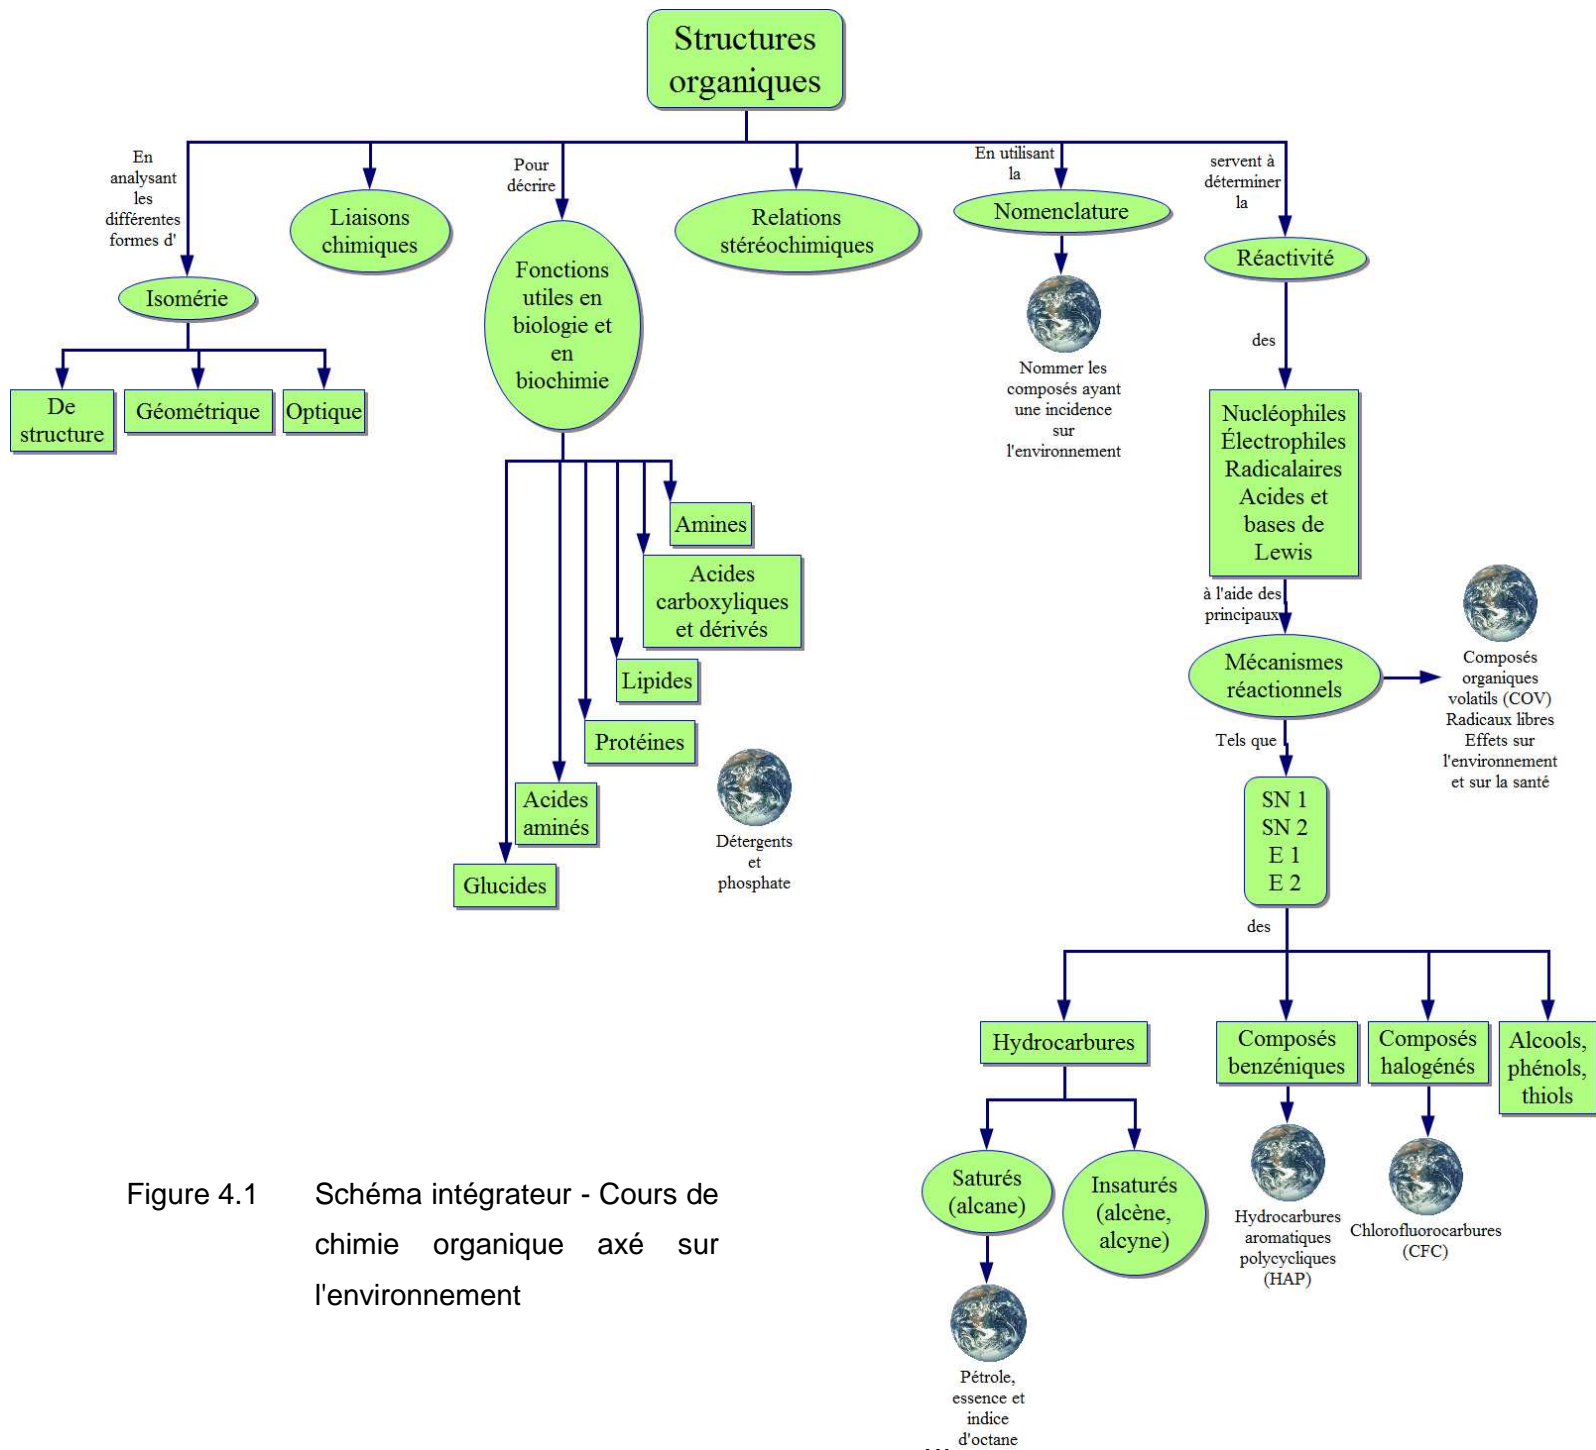 Structures
organiques
En
analysant
les
différentes
formes d'
Isomérie
De
structure
Géométrique
Optique
Liaisons
chimiques
Pour
décrire
Fonctions
utiles en
biologie et
en
biochimie
Amines
Acides
carboxyliques
et dérivés
Lipides
Protéines
Acides
aminés
Glucides
Détergents
et
phosphate
Relations
stéréochimiques
En utilisant
la
Nomenclature
Nommer les
composés ayant
une incidence
sur
l'environnement
servent à
déterminer
la
Réactivité
des
Nucléophiles
Électrophiles
Radicalaires
Acides et
bases de
Lewis
à l'aide des
principaux
Mécanismes
réactionnels
Composés
organiques
volatils (COV)
Radicaux libres
Effets sur
l'environnement
et sur la santé
Tels que
SN 1
SN 2
E 1
E 2
des
Hydrocarbures
Saturés
(alcane)
Pétrole,
essence et
indice
d'octane
...
Insaturés
(alcène,
alcyne)
Composés
benzéniques
Hydrocarbures
aromatiques
polycycliques
(HAP)
Composés
halogénés
Chlorofluorocarbures
(CFC)
Alcools,
phénols,
thiols
Figure 4.1 Schéma intégrateur - Cours de
chimie organique axé sur
l'environnement